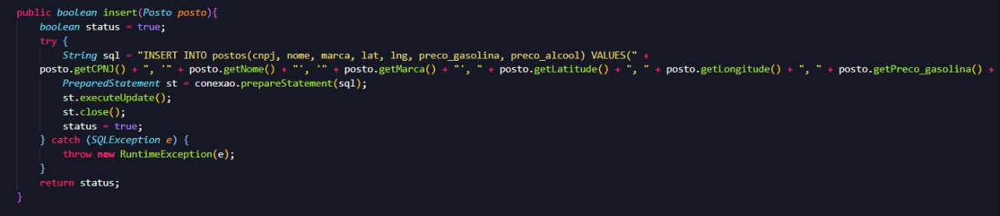 public boolean insert(Posto posto){
boolean status = true;
try {
String sql = "INSERT INTO postos(cnpj, nome, marca, lat, lng, preco_gasolina, preco_alcool) VALUES(" +
posto.getCPNJ() + ", '" + posto.getNome() + "', '" + posto.getMarca() + "', " + posto.getLatitude() + ", " + posto.getLongitude() + ", " + posto.getPreco_gasolina() +
PreparedStatement st = conexao.prepareStatement(sql);
st.executeUpdate();
st.close();
status = true;
} catch (SQLException e) {
throw new RuntimeException(e);
}
return status;
}